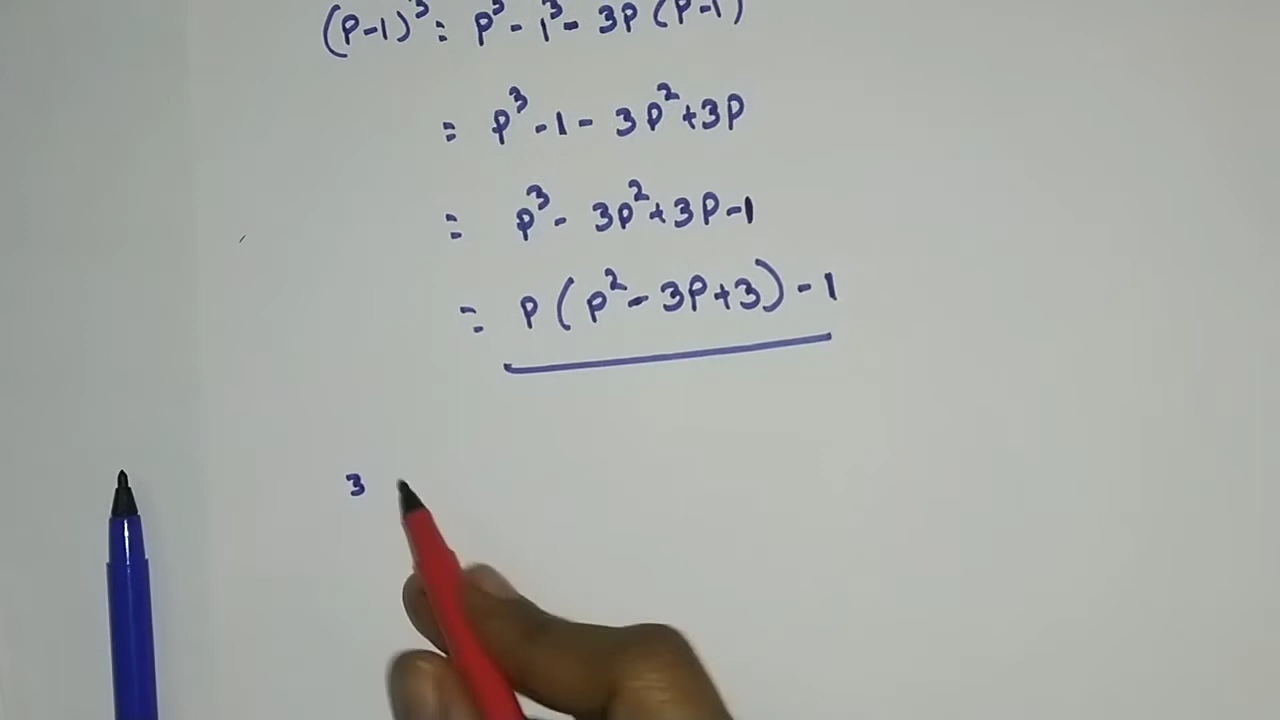 (P-1)³ = P³ - 1³ - 3P (P-1)
= P³ - 1 - 3P² + 3P
= P³ - 3P² + 3P - 1
= P (P² - 3P + 3) - 1
3